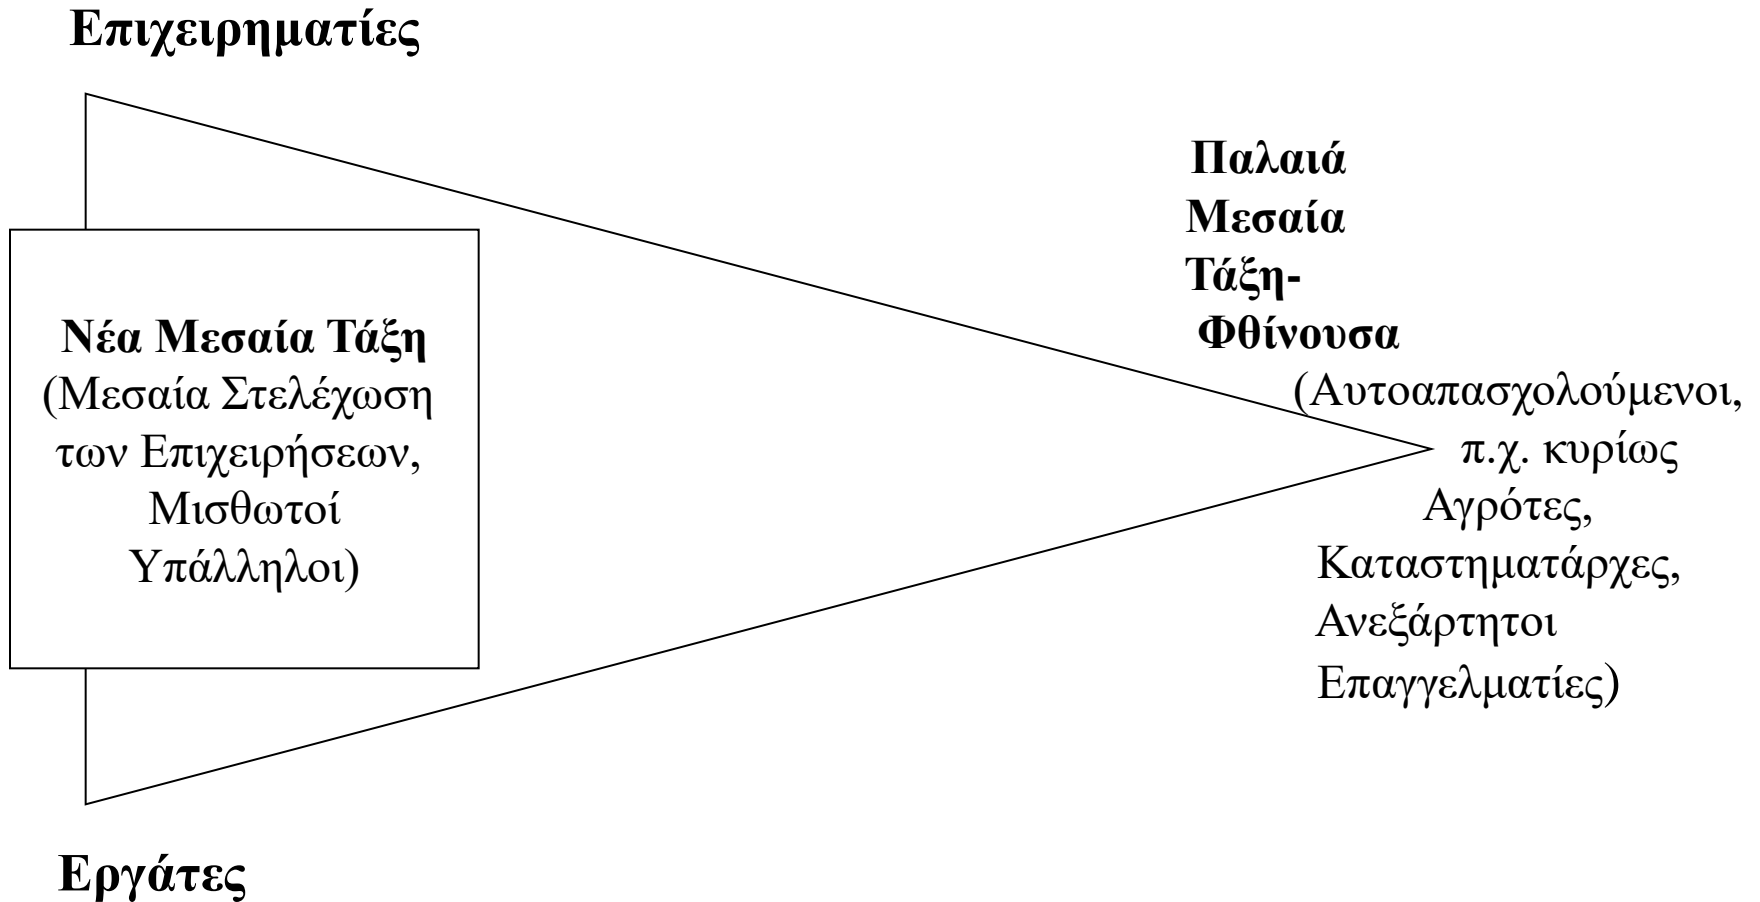 Επιχειρηματίες
Νέα Μεσαία Τάξη
(Μεσαία Στελέχωση
των Επιχειρήσεων,
Μισθωτοί
Υπάλληλοι)
Παλαιά
Μεσαία
Τάξη-
Φθίνουσα
(Αυτοαπασχολούμενοι,
π.χ. κυρίως
Αγρότες,
Καταστηματάρχες,
Ανεξάρτητοι
Επαγγελματίες)
Εργάτες